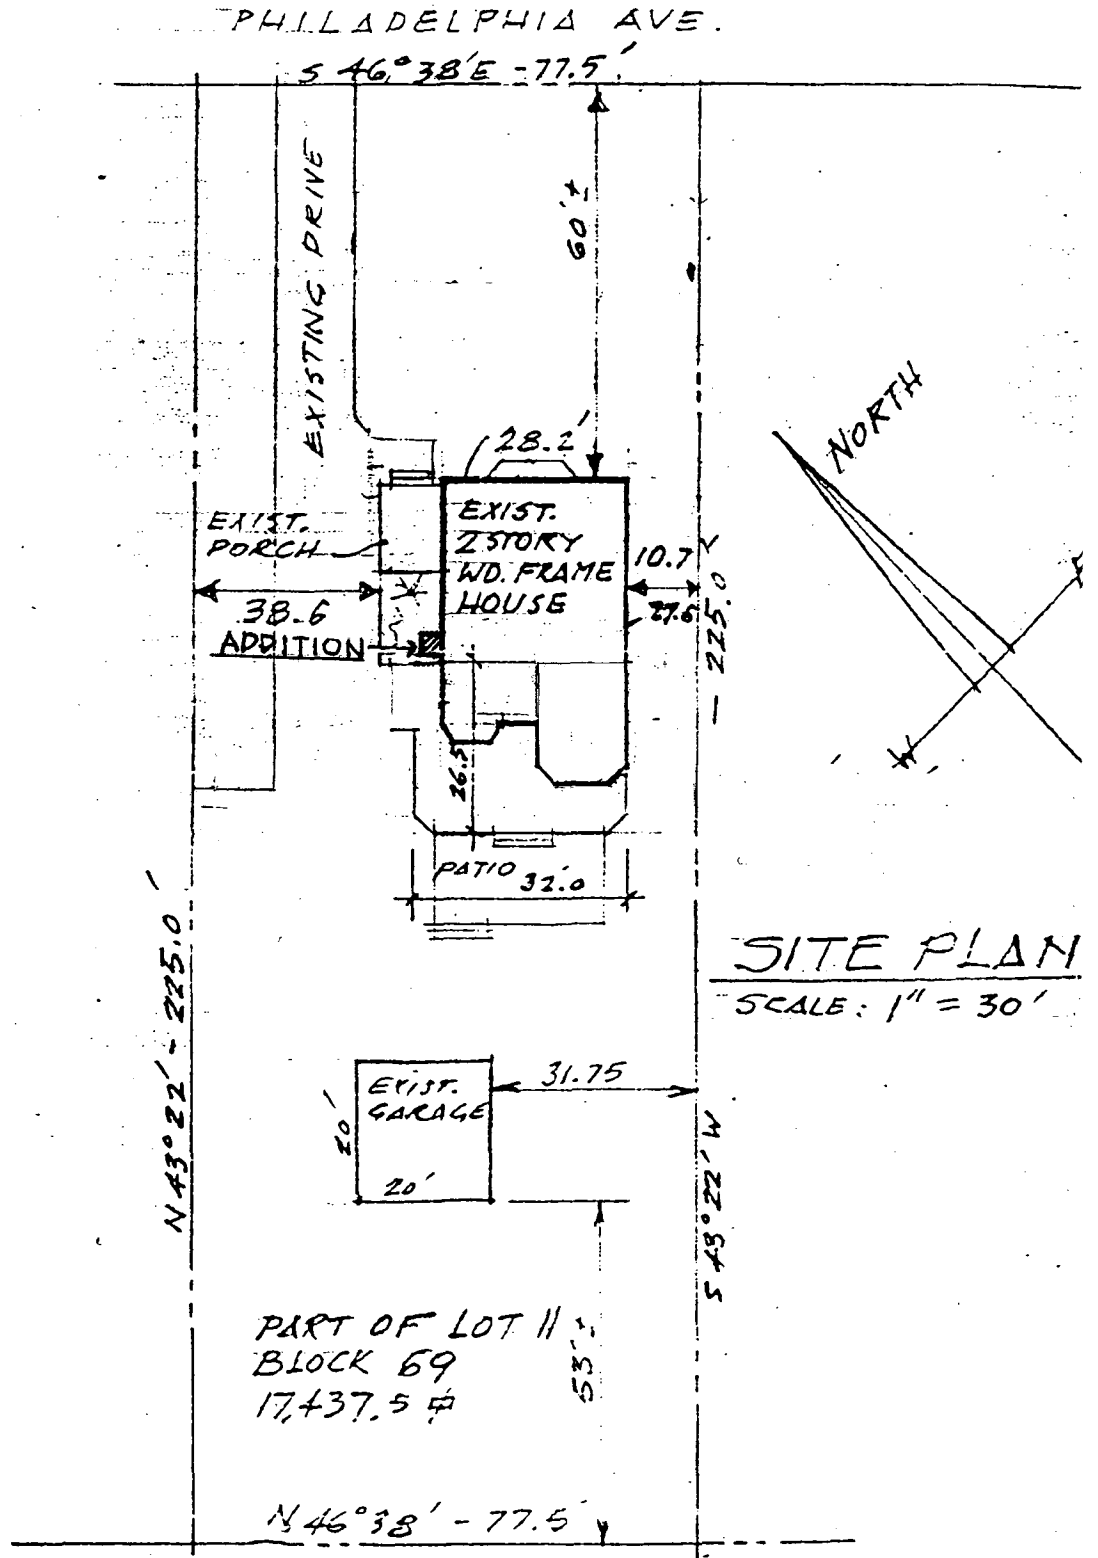 PHILADELPHIA AVE.
S 46°38'E - 77.5'
EXISTING DRIVE
60'±
NORTH
28.2'
EXIST.
PORCH
EXIST.
2 STORY
WD. FRAME
HOUSE
10.7
27.6
38.6
ADDITION
W
26.5
PATIO
32.0
N 43°22' - 225.0'
S 43°22' W - 225.0'
SITE PLAN
SCALE: 1" = 30'
EXIST.
GARAGE
31.75
20'
20'
PART OF LOT 11
BLOCK 69
17,437.5
53'±
N 46°38' - 77.5'